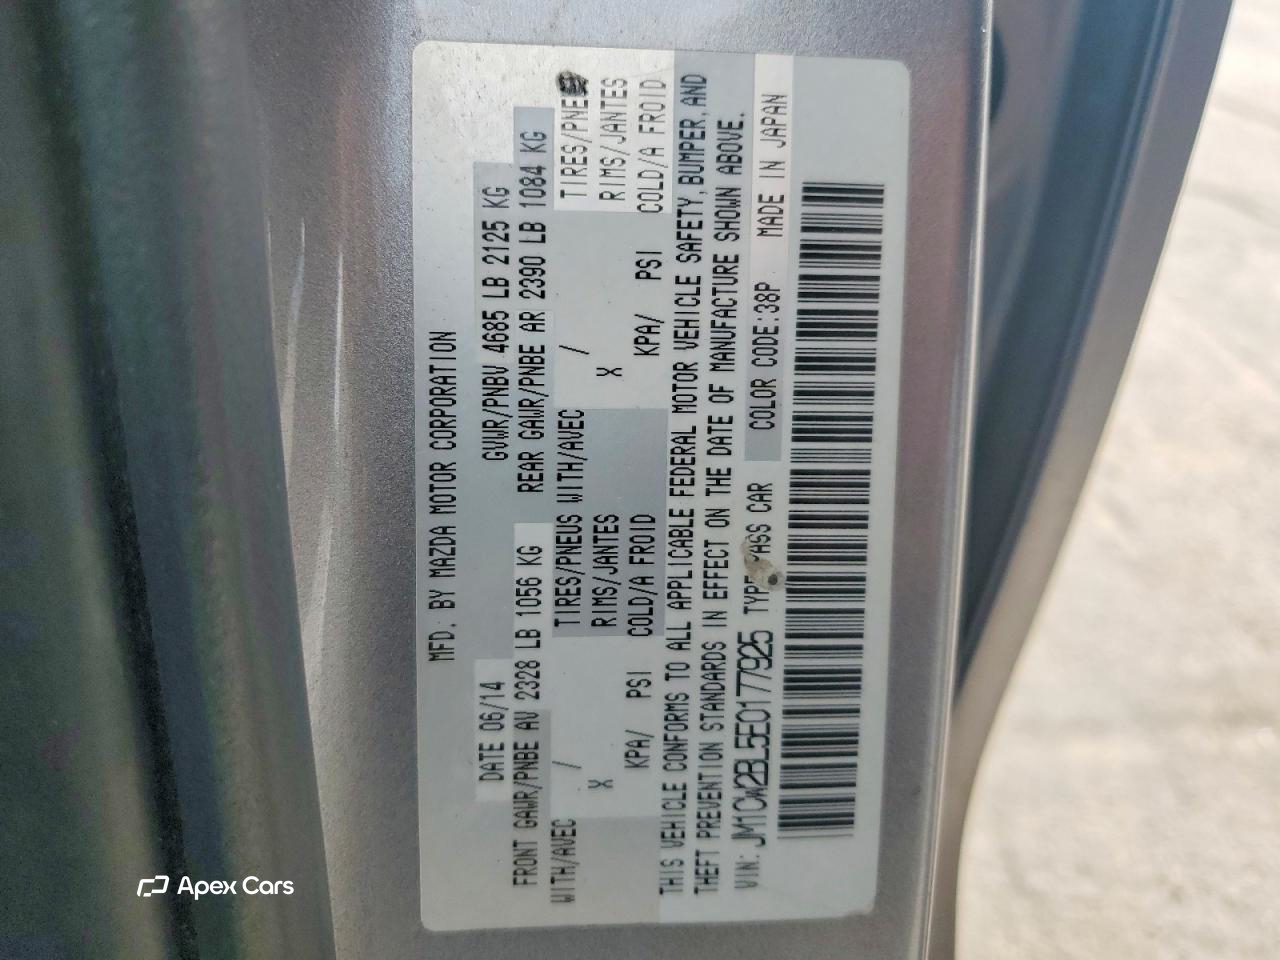 MFD. BY MAZDA MOTOR CORPORATION
DATE 06/14 GVWR/PNBV 4685 LB 2125 KG
FRONT GAWR/PNBE AV 2328 LB 1056 KG REAR GAWR/PNBE AR 2390 LB 1084 KG
WITH/AVEC / TIRES/PNEUS WITH/AVEC / TIRES/PNEUS
X RIMS/JANTES X RIMS/JANTES
KPA/ PSI COLD/A FROID KPA/ PSI COLD/A FROID
THIS VEHICLE CONFORMS TO ALL APPLICABLE FEDERAL MOTOR VEHICLE SAFETY, BUMPER, AND
THEFT PREVENTION STANDARDS IN EFFECT ON THE DATE OF MANUFACTURE SHOWN ABOVE.
VIN: JM1CW2BL5E0177925 TYPE PASS CAR COLOR CODE:38P MADE IN JAPAN
Apex Cars